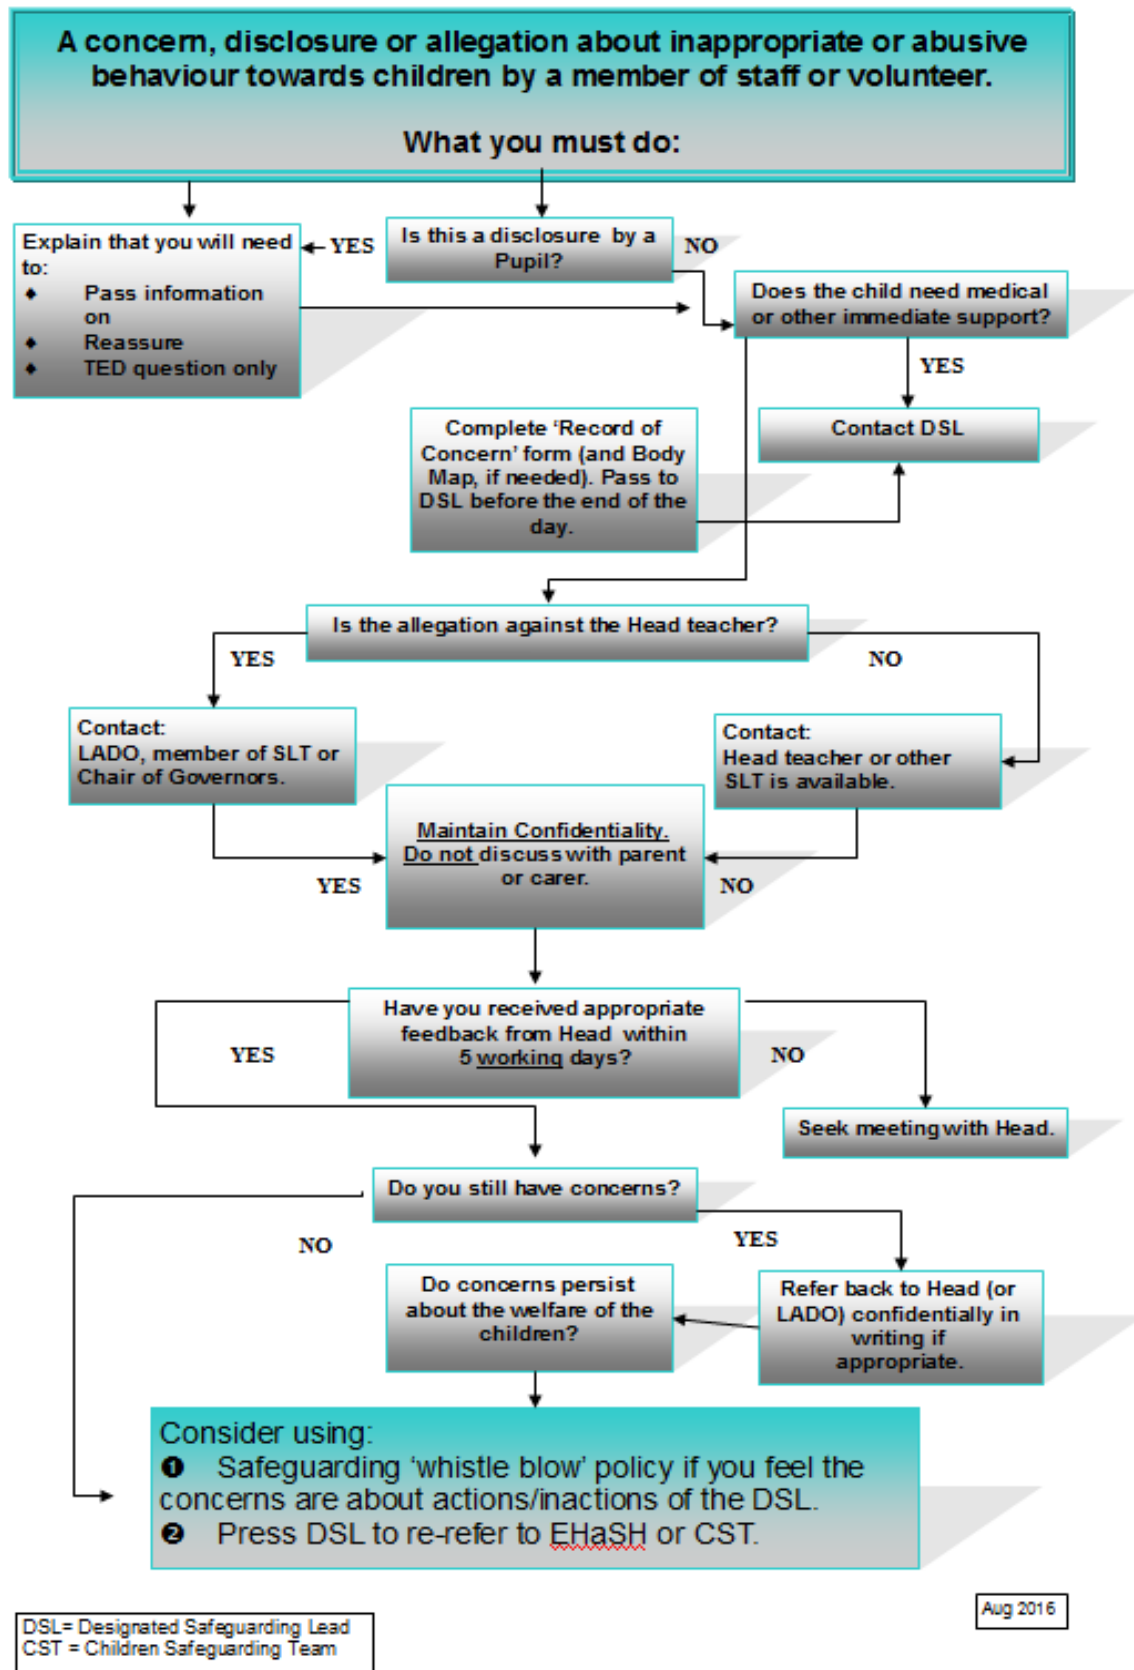 A concern, disclosure or allegation about inappropriate or abusive
behaviour towards children by a member of staff or volunteer.
What you must do:
Explain that you will need
to:
♦ Pass information
on
♦ Reassure
♦ TED question only
YES
Is this a disclosure by a
Pupil?
NO
Does the child need medical
or other immediate support?
YES
Complete ‘Record of
Concern’ form (and Body
Map, if needed). Pass to
DSL before the end of the
day.
Contact DSL
Is the allegation against the Head teacher?
YES
NO
Contact:
LADO, member of SLT or
Chair of Governors.
Contact:
Head teacher or other
SLT is available.
Maintain Confidentiality.
Do not discuss with parent
or carer.
YES
NO
Have you received appropriate
feedback from Head within
5 working days?
YES
NO
Seek meeting with Head.
Do you still have concerns?
NO
YES
Do concerns persist
about the welfare of the
children?
Refer back to Head (or
LADO) confidentially in
writing if
appropriate.
Consider using:
❶ Safeguarding ‘whistle blow’ policy if you feel the
concerns are about actions/inactions of the DSL.
❷ Press DSL to re-refer to EHaSH or CST.
DSL= Designated Safeguarding Lead
CST = Children Safeguarding Team
Aug 2016